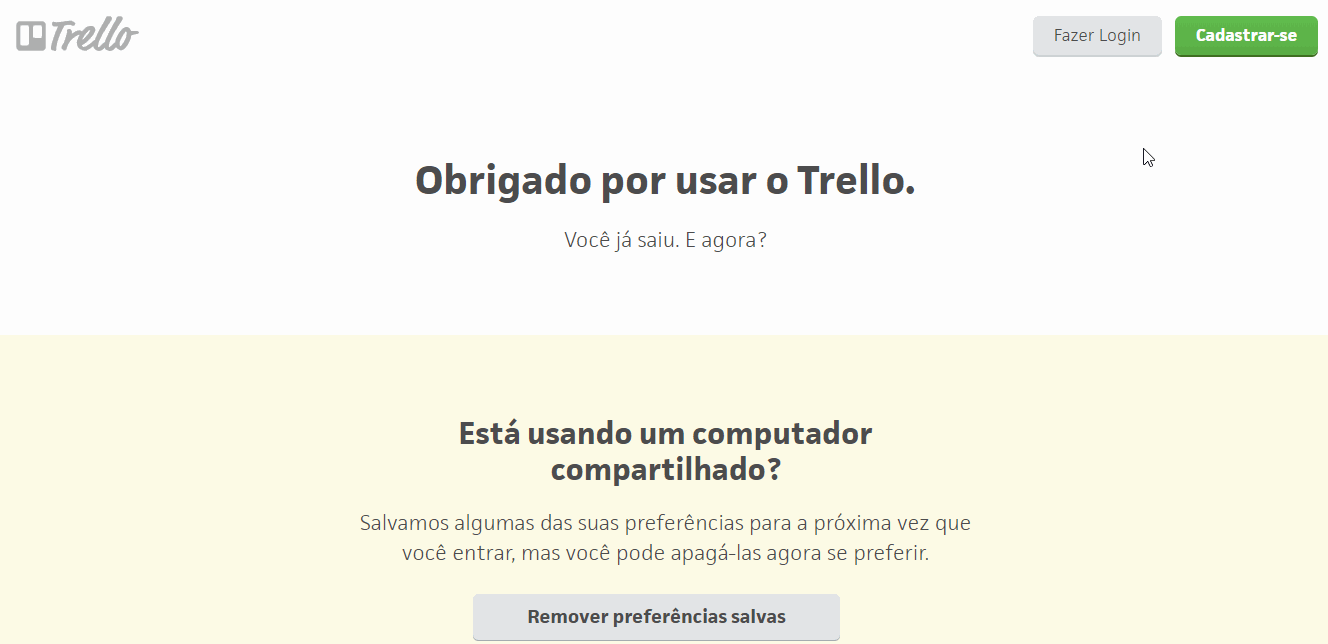 Trello
Fazer Login
Cadastrar-se
Obrigado por usar o Trello.
Você já saiu. E agora?
Está usando um computador
compartilhado?
Salvamos algumas das suas preferências para a próxima vez que
você entrar, mas você pode apagá-las agora se preferir.
Remover preferências salvas